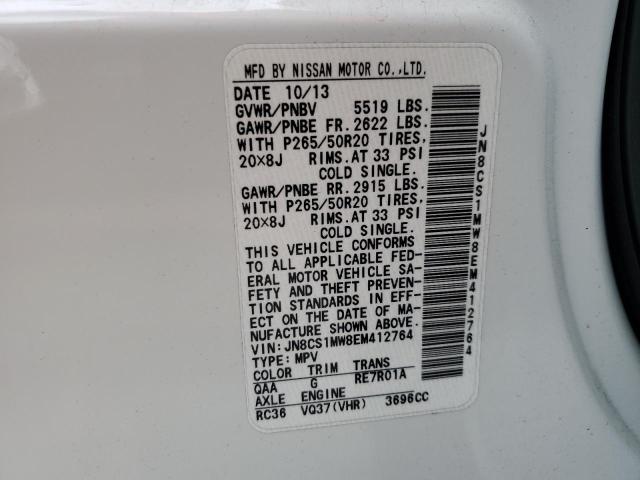 MFD BY NISSAN MOTOR CO.,LTD.
DATE 10/13
GVWR/PNBV 5519 LBS.
GAWR/PNBE FR. 2622 LBS.
WITH P265/50R20 TIRES,
20×8J RIMS.AT 33 PSI
COLD SINGLE.
GAWR/PNBE RR. 2915 LBS.
WITH P265/50R20 TIRES,
20×8J RIMS.AT 33 PSI
COLD SINGLE.
THIS VEHICLE CONFORMS
TO ALL APPLICABLE FED-
ERAL MOTOR VEHICLE SA-
FETY AND THEFT PREVEN-
TION STANDARDS IN EFF-
ECT ON THE DATE OF MA-
NUFACTURE SHOWN ABOVE.
VIN:JN8CS1MW8EM412764
TYPE:MPV
COLOR TRIM TRANS
QAA G RE7R01A
AXLE ENGINE
RC36 VQ37(VHR) 3696CC
JN8CS1MW8EM412764